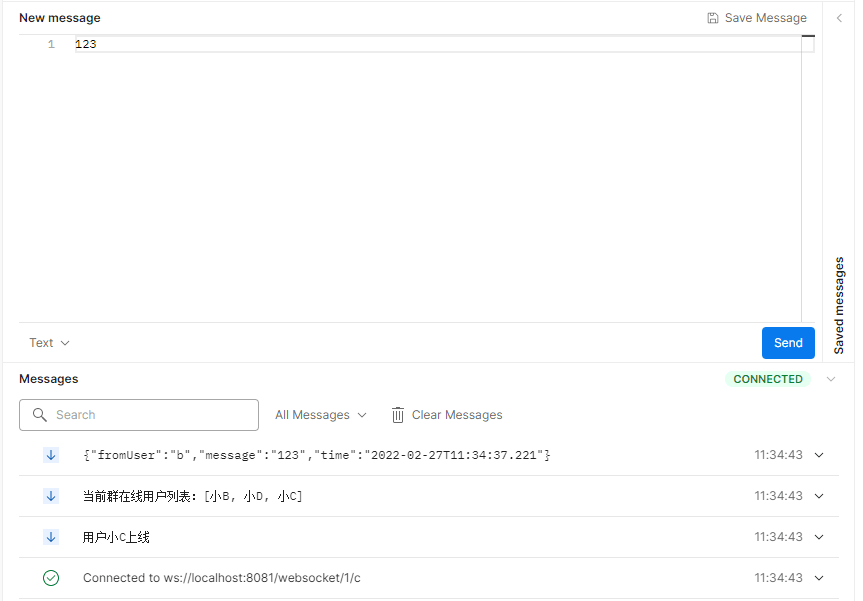 New message
Save Message
1 123
Text
Send
Saved messages
Messages
CONNECTED
Search
All Messages
Clear Messages
{"fromUser":"b","message":"123","time":"2022-02-27T11:34:37.221"} 11:34:43
当前群在线用户列表：[小B, 小D, 小C] 11:34:43
用户小C上线 11:34:43
Connected to ws://localhost:8081/websocket/1/c 11:34:43